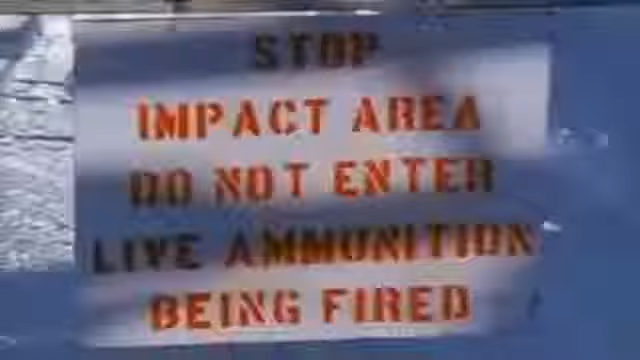 STOP
IMPACT AREA
DO NOT ENTER
LIVE AMMUNITION
BEING FIRED